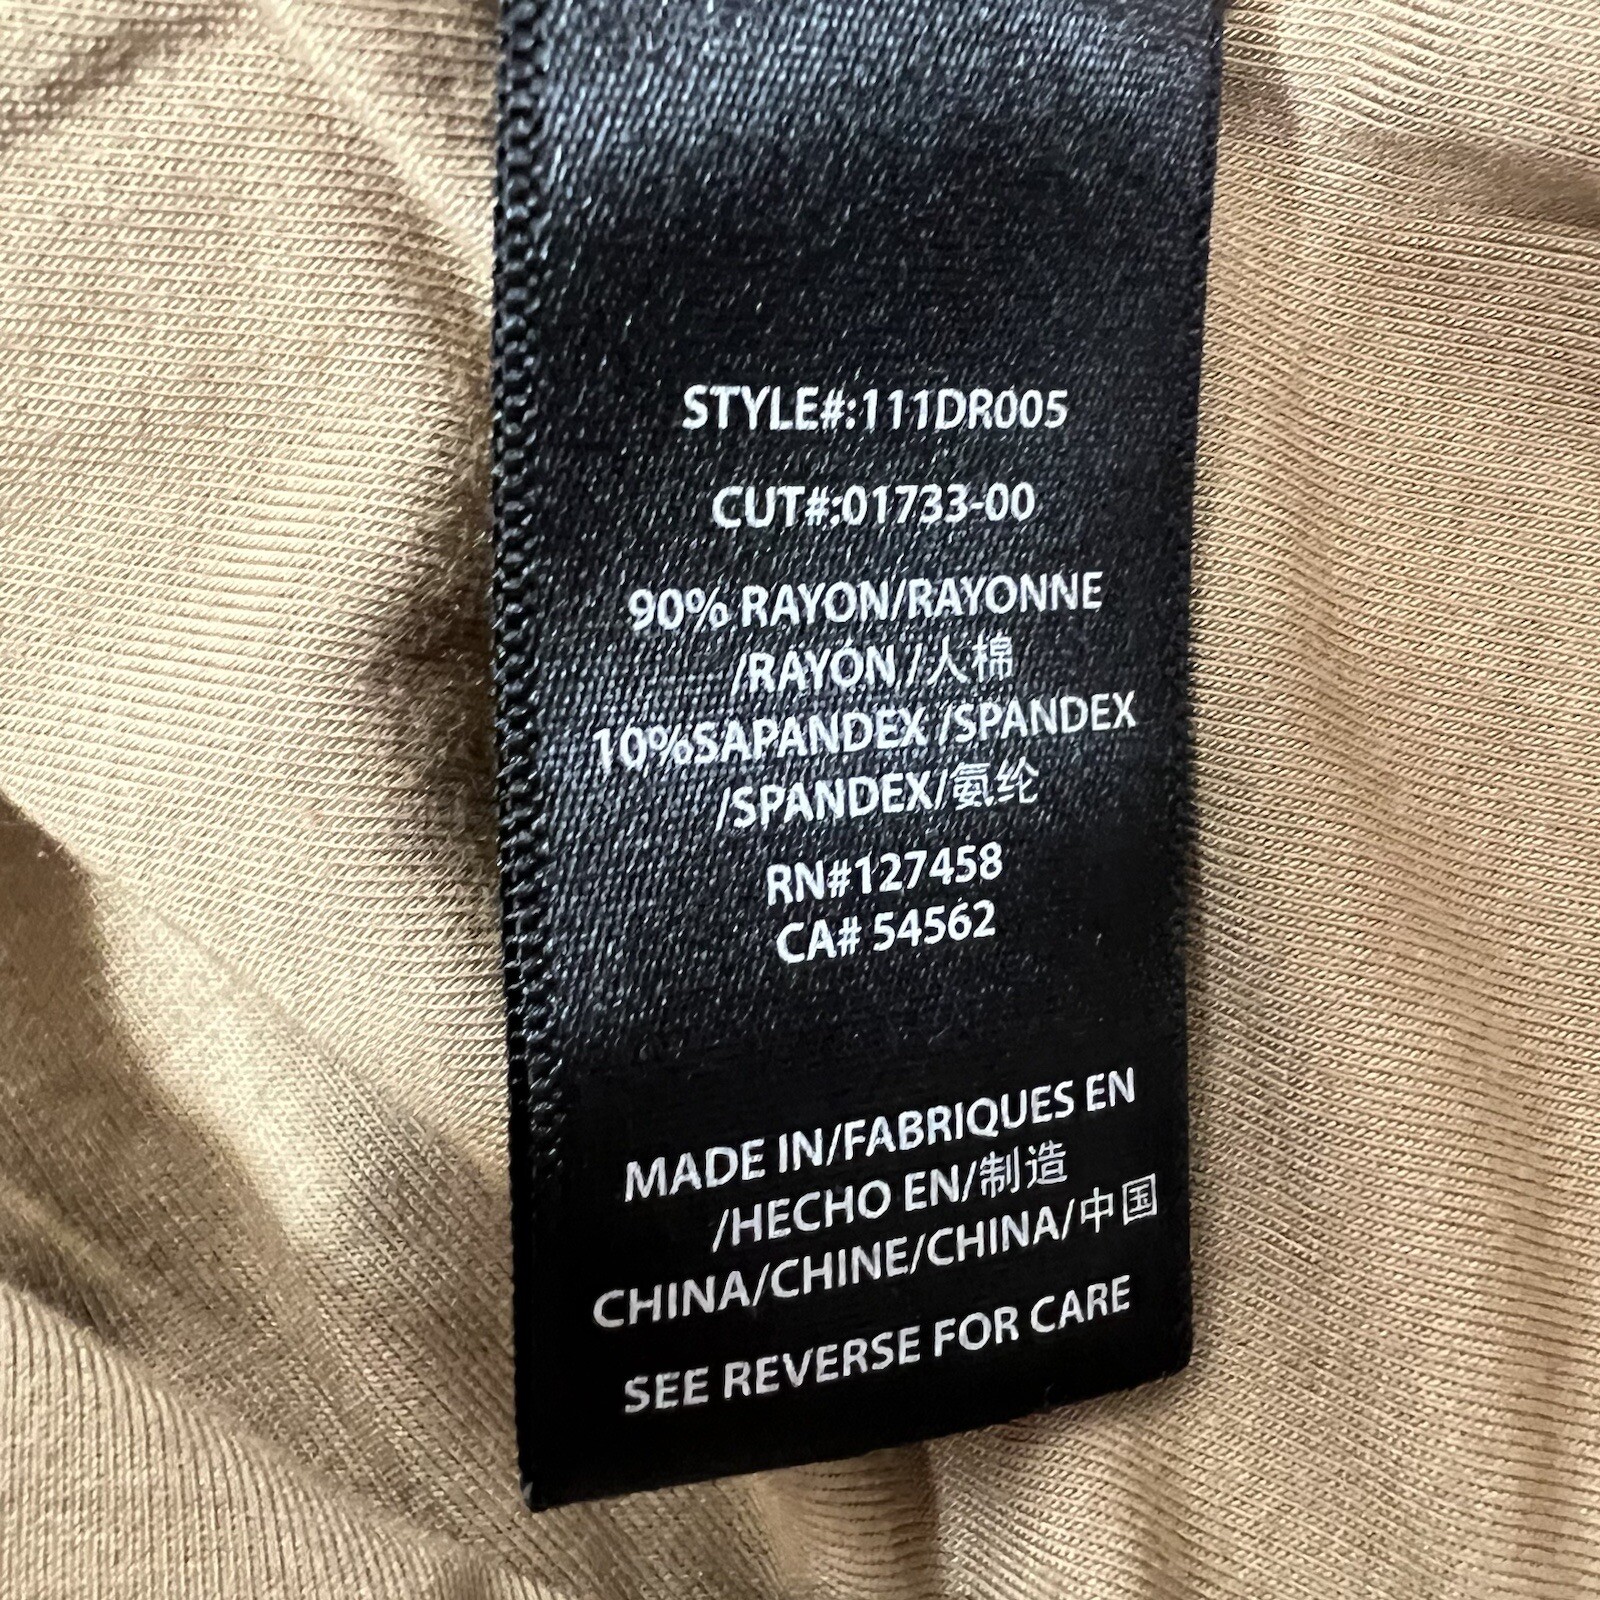 STYLE#:111DR005
CUT#:01733-00
90% RAYON/RAYONNE
/RAYON/人棉
10%SAPANDEX /SPANDEX
/SPANDEX/氨纶
RN#127458
CA# 54562
MADE IN/FABRIQUES EN
/HECHO EN/制造
CHINA/CHINE/CHINA/中国
SEE REVERSE FOR CARE